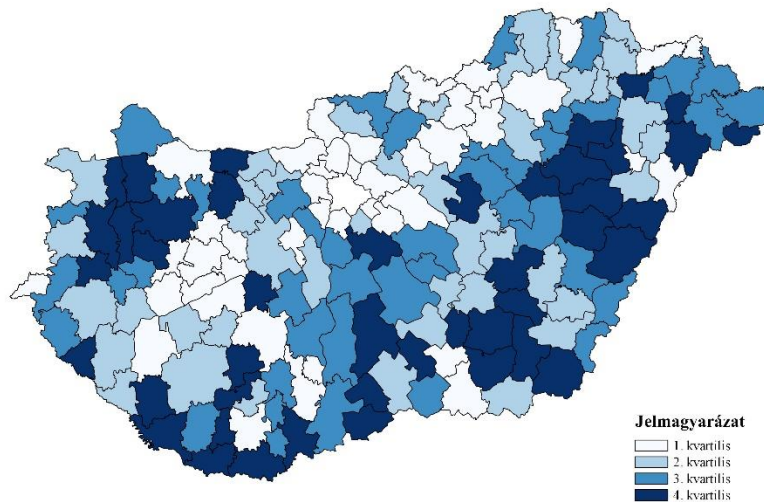 Jelmagyarázat
1. kvartilis
2. kvartilis
3. kvartilis
4. kvartilis